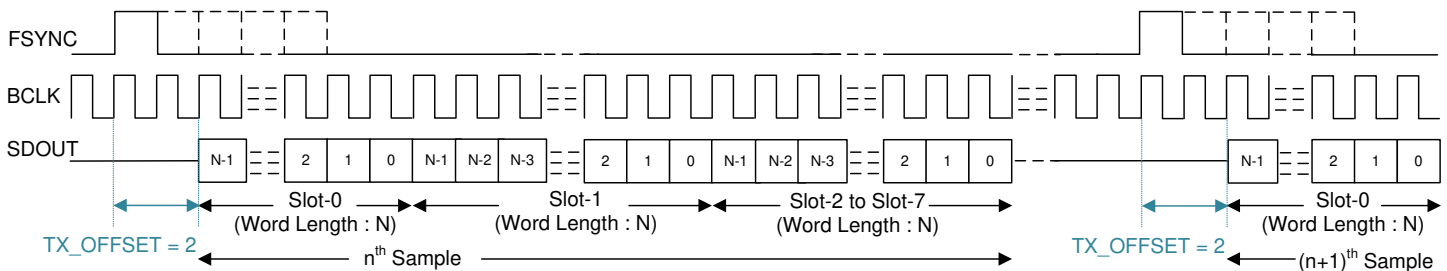 FSYNC
BCLK
SDOUT N-1 2 1 0 N-1 N-2 N-3 2 1 0 N-1 N-2 N-3 2 1 0 N-1 2 1 0
Slot-0 Slot-1 Slot-2 to Slot-7 Slot-0
(Word Length : N) (Word Length : N) (Word Length : N) (Word Length : N)
TX_OFFSET = 2 TX_OFFSET = 2
nth Sample (n+1)th Sample